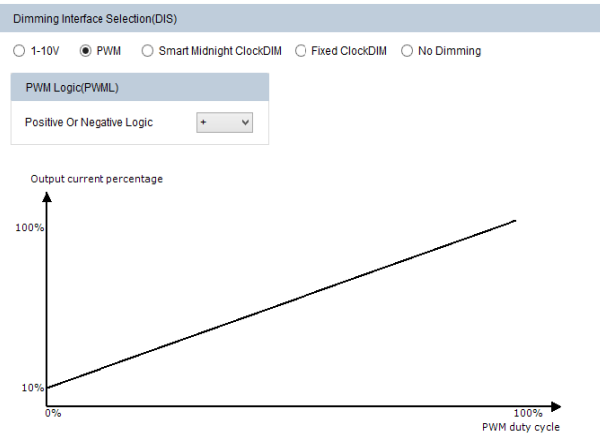 Dimming Interface Selection(DIS)
1-10V PWM Smart Midnight ClockDIM Fixed ClockDIM No Dimming
PWM Logic(PWML)
Positive Or Negative Logic +
Output current percentage
100%
10%
0% 100%
PWM duty cycle